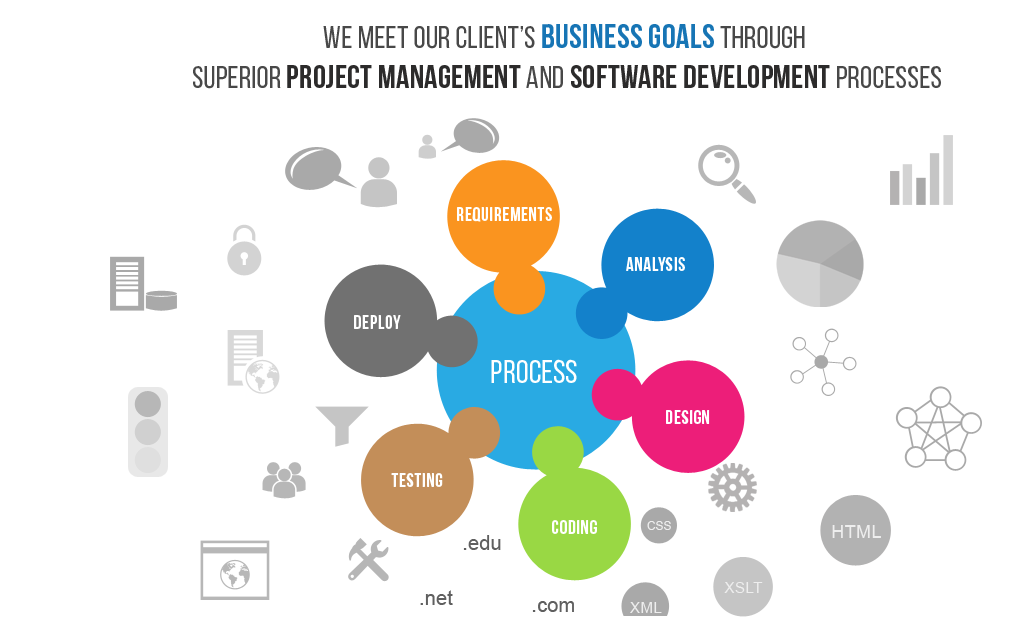 WE MEET OUR CLIENT'S BUSINESS GOALS THROUGH
SUPERIOR PROJECT MANAGEMENT AND SOFTWARE DEVELOPMENT PROCESSES
REQUIREMENTS
ANALYSIS
DEPLOY
PROCESS
DESIGN
TESTING
CODING
CSS
HTML
.edu
XSLT
.net
.com
XML